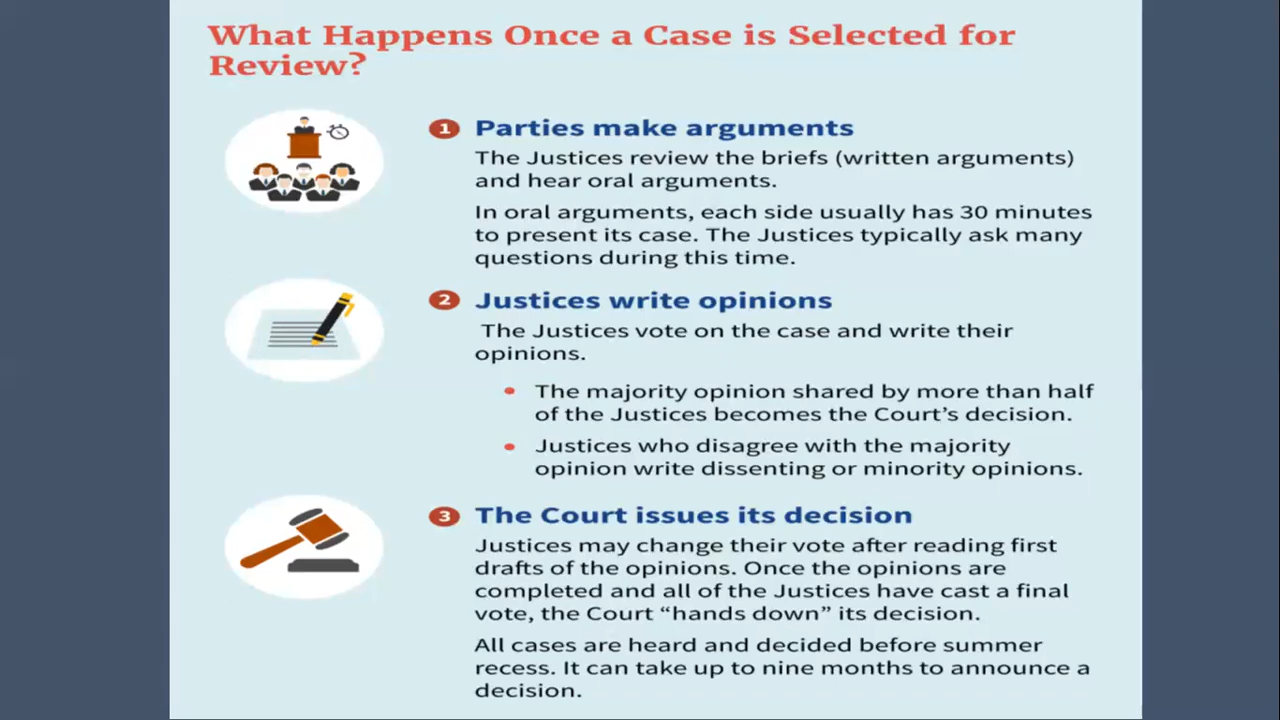 What Happens Once a Case is Selected for
Review?
1 Parties make arguments
The Justices review the briefs (written arguments)
and hear oral arguments.
In oral arguments, each side usually has 30 minutes
to present its case. The Justices typically ask many
questions during this time.
2 Justices write opinions
The Justices vote on the case and write their
opinions.
• The majority opinion shared by more than half
of the Justices becomes the Court’s decision.
• Justices who disagree with the majority
opinion write dissenting or minority opinions.
3 The Court issues its decision
Justices may change their vote after reading first
drafts of the opinions. Once the opinions are
completed and all of the Justices have cast a final
vote, the Court “hands down” its decision.
All cases are heard and decided before summer
recess. It can take up to nine months to announce a
decision.